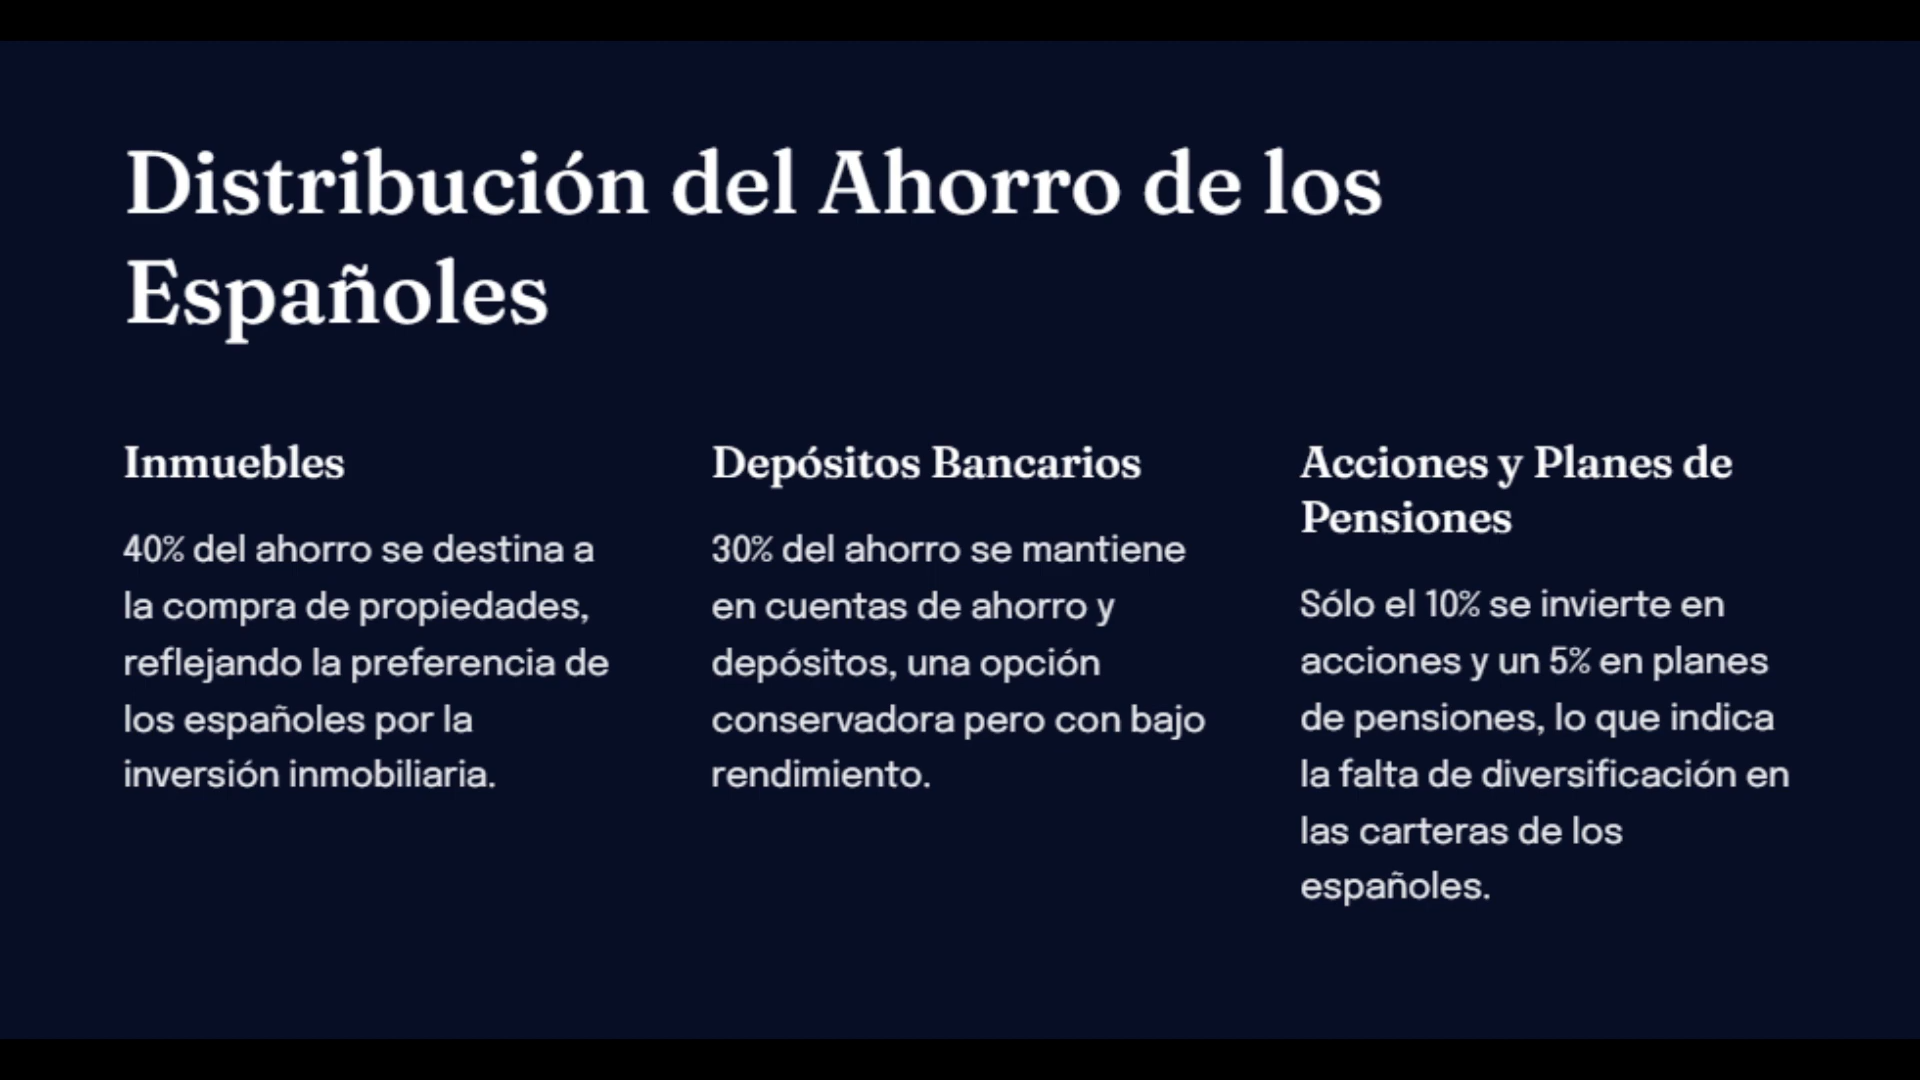 Distribución del Ahorro de los
Españoles
Inmuebles
40% del ahorro se destina a
la compra de propiedades,
reflejando la preferencia de
los españoles por la
inversión inmobiliaria.
Depósitos Bancarios
30% del ahorro se mantiene
en cuentas de ahorro y
depósitos, una opción
conservadora pero con bajo
rendimiento.
Acciones y Planes de
Pensiones
Sólo el 10% se invierte en
acciones y un 5% en planes
de pensiones, lo que indica
la falta de diversificación en
las carteras de los
españoles.